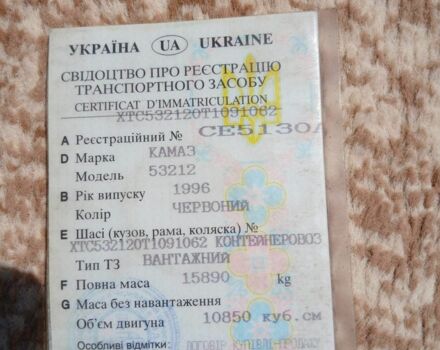 УКРАЇНА UA UKRAINE
СВІДОЦТВО ПРО РЕЄСТРАЦІЮ
ТРАНСПОРТНОГО ЗАСОБУ
CERTIFICAT D'IMMATRICULATION
XTC532120T1091062
A Реєстраційний № СЕ5130А
D Марка КАМАЗ
Модель 53212
B Рік випуску 1996
Колір ЧЕРВОНИЙ
E Шасі (кузов, рама, коляска) №
XTC532120T1091062 КОНТЕЙНЕРОВОЗ
Тип ТЗ ВАНТАЖНИЙ
F Повна маса 15890 kg
G Маса без навантаження
Об'єм двигуна 10850 куб.см
Особливі відмітки: ДОГОВІР КУПІВЛІ-ПРОДАЖУ